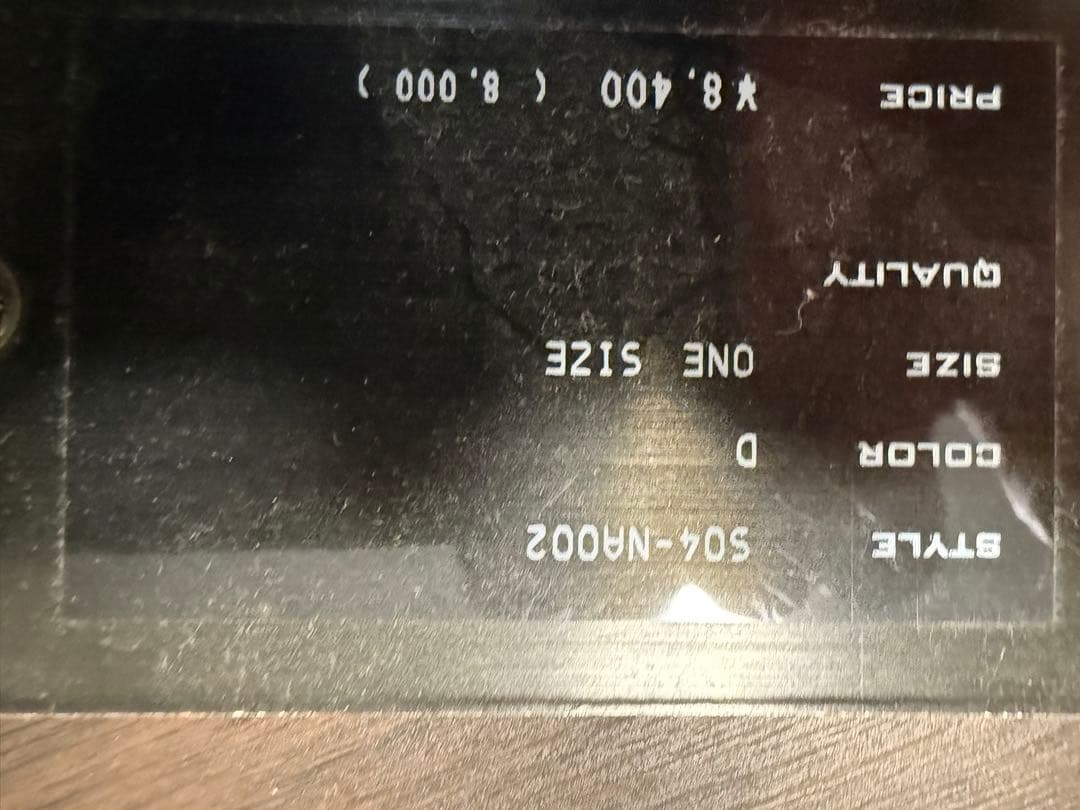 STYLE S04-NA002
COLOR D
SIZE ONE SIZE
QUALITY
PRICE ¥8,400 ( 8,000 )